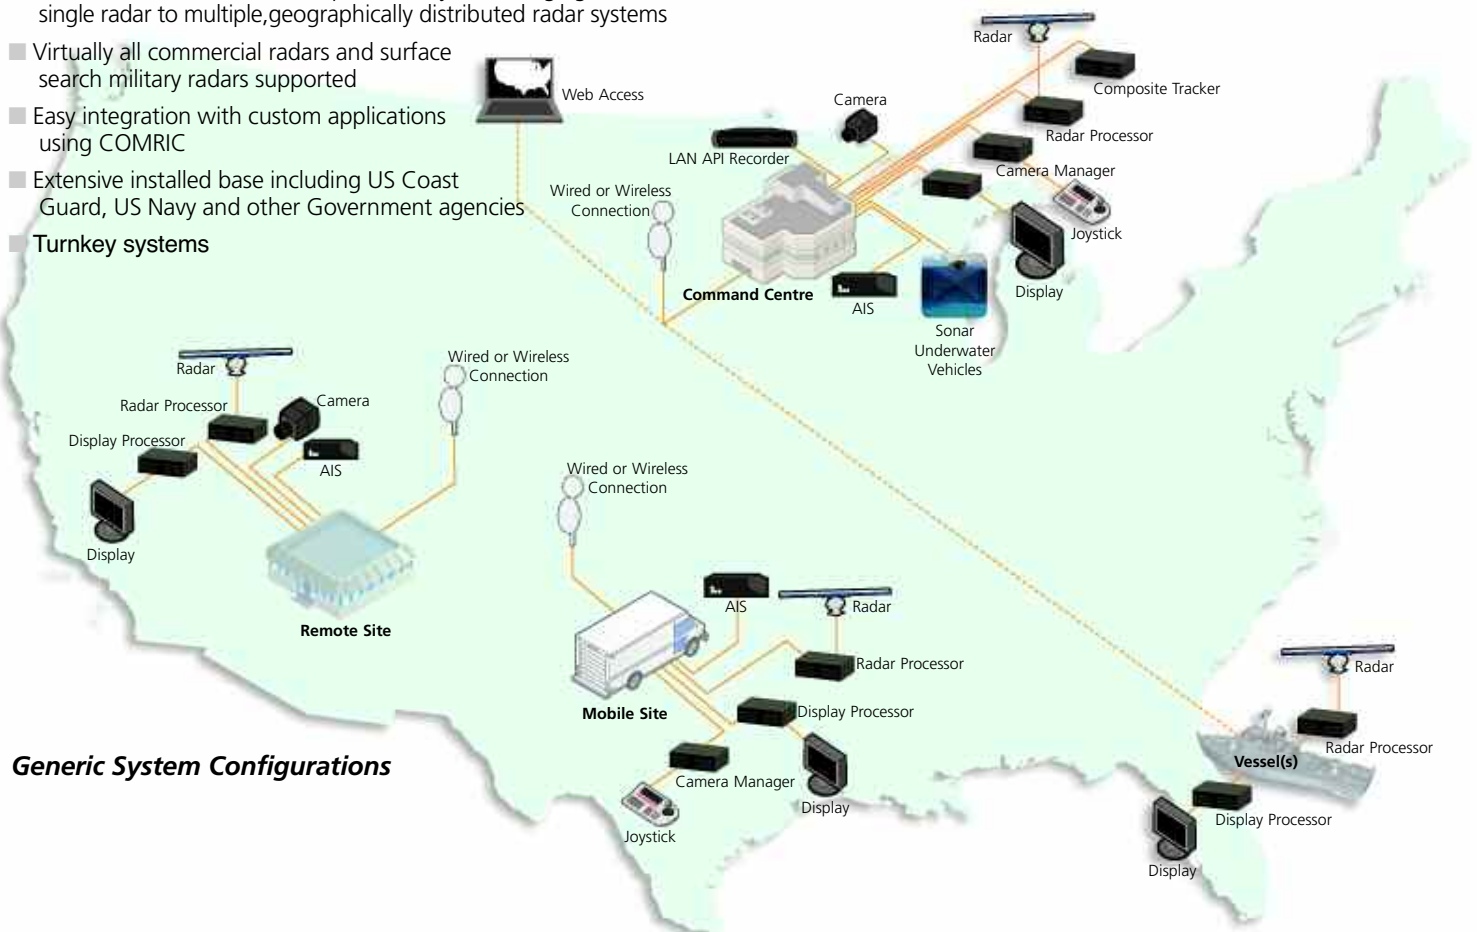 single radar to multiple,geographically distributed radar systems
Virtually all commercial radars and surface
search military radars supported
Easy integration with custom applications
using COMRIC
Extensive installed base including US Coast
Guard, US Navy and other Government agencies
Turnkey systems
Web Access
Radar
Composite Tracker
Camera
Radar Processor
LAN API Recorder
Camera Manager
Wired or Wireless
Connection
Joystick
Command Centre
AIS
Display
Sonar
Underwater
Vehicles
Radar
Wired or Wireless
Connection
Radar Processor
Camera
Display Processor
AIS
Display
Remote Site
Wired or Wireless
Connection
AIS
Radar
Radar Processor
Mobile Site
Display Processor
Camera Manager
Display
Joystick
Radar
Radar Processor
Vessel(s)
Display Processor
Display
Generic System Configurations